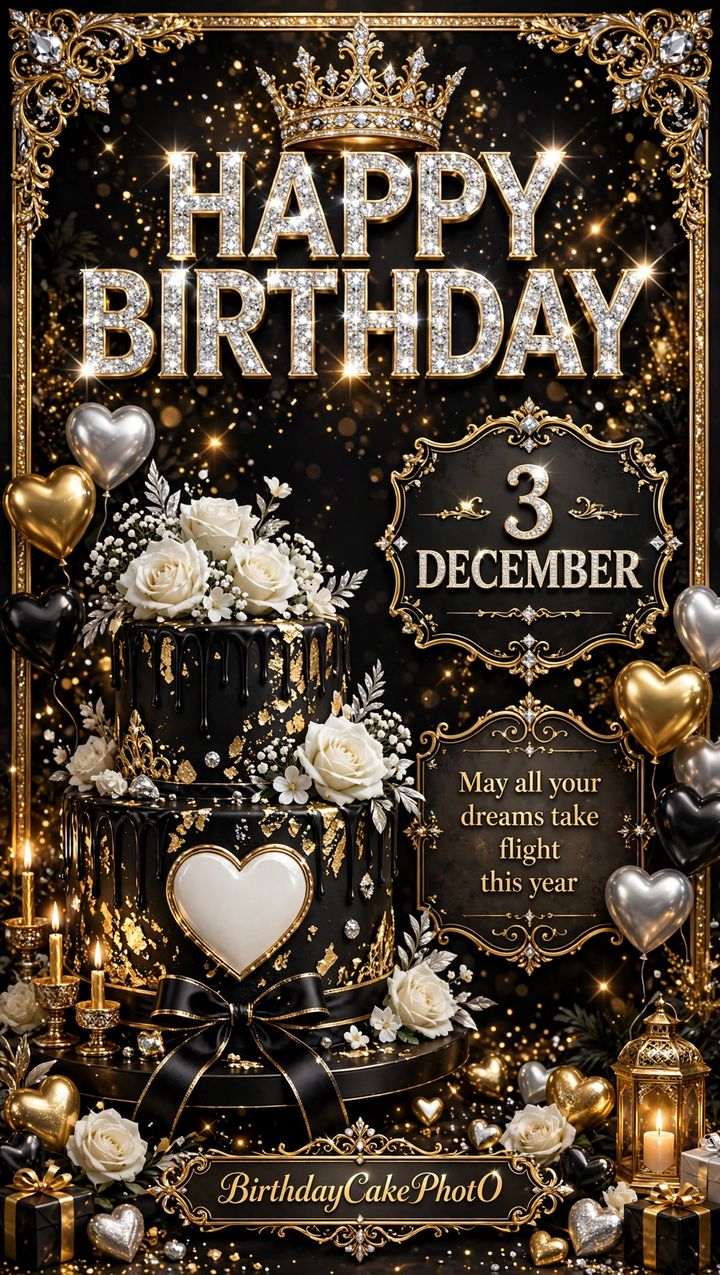 HAPPY
BIRTHDAY
3
DECEMBER
May all your
dreams take
flight
this year
BirthdayCakePhotO